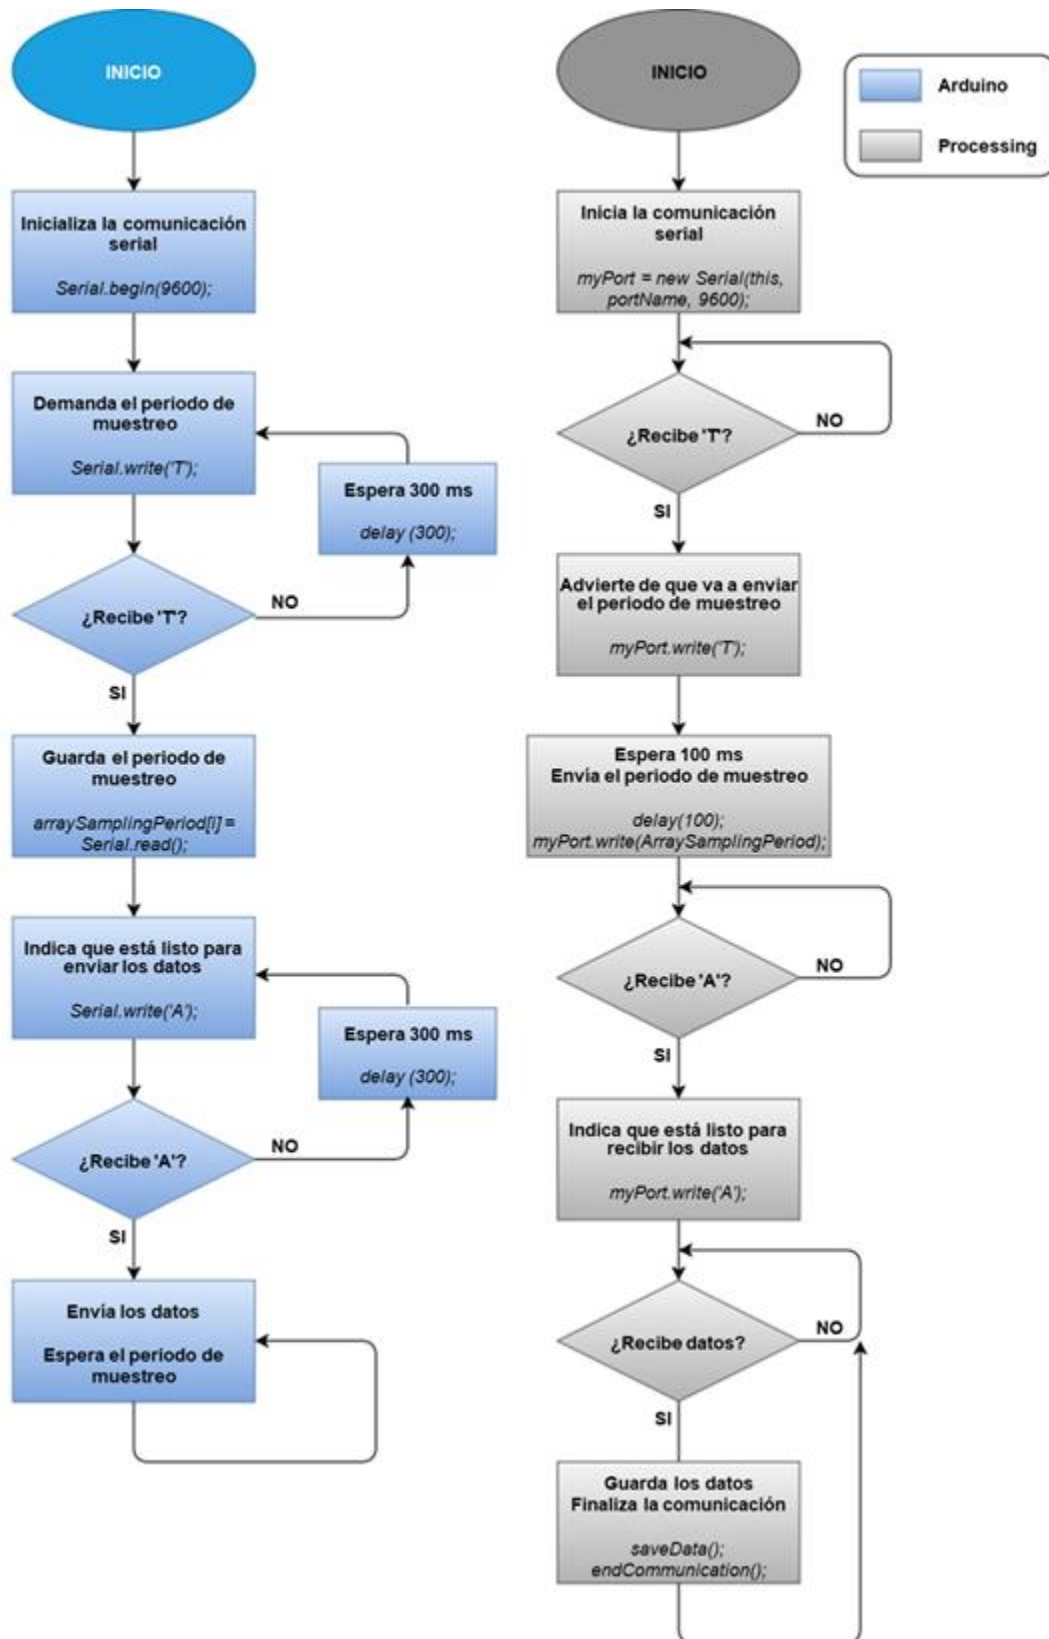 INICIO
Inicializa la comunicación
serial
Serial.begin(9600);
Demanda el periodo de
muestreo
Serial.write('T');
Espera 300 ms
delay (300);
¿Recibe 'T'?
NO
SI
Guarda el periodo de
muestreo
arraySamplingPeriod[i] =
Serial.read();
Indica que está listo para
enviar los datos
Serial.write('A');
Espera 300 ms
delay (300);
¿Recibe 'A'?
NO
SI
Envía los datos
Espera el periodo de
muestreo
INICIO
Inicia la comunicación
serial
myPort = new Serial(this,
portName, 9600);
¿Recibe 'T'?
NO
SI
Advierte de que va a enviar
el periodo de muestreo
myPort.write('T');
Espera 100 ms
Envía el periodo de muestreo
delay(100);
myPort.write(ArraySamplingPeriod);
¿Recibe 'A'?
NO
SI
Indica que está listo para
recibir los datos
myPort.write('A');
¿Recibe datos?
NO
SI
Guarda los datos
Finaliza la comunicación
saveData();
endCommunication();
Arduino
Processing